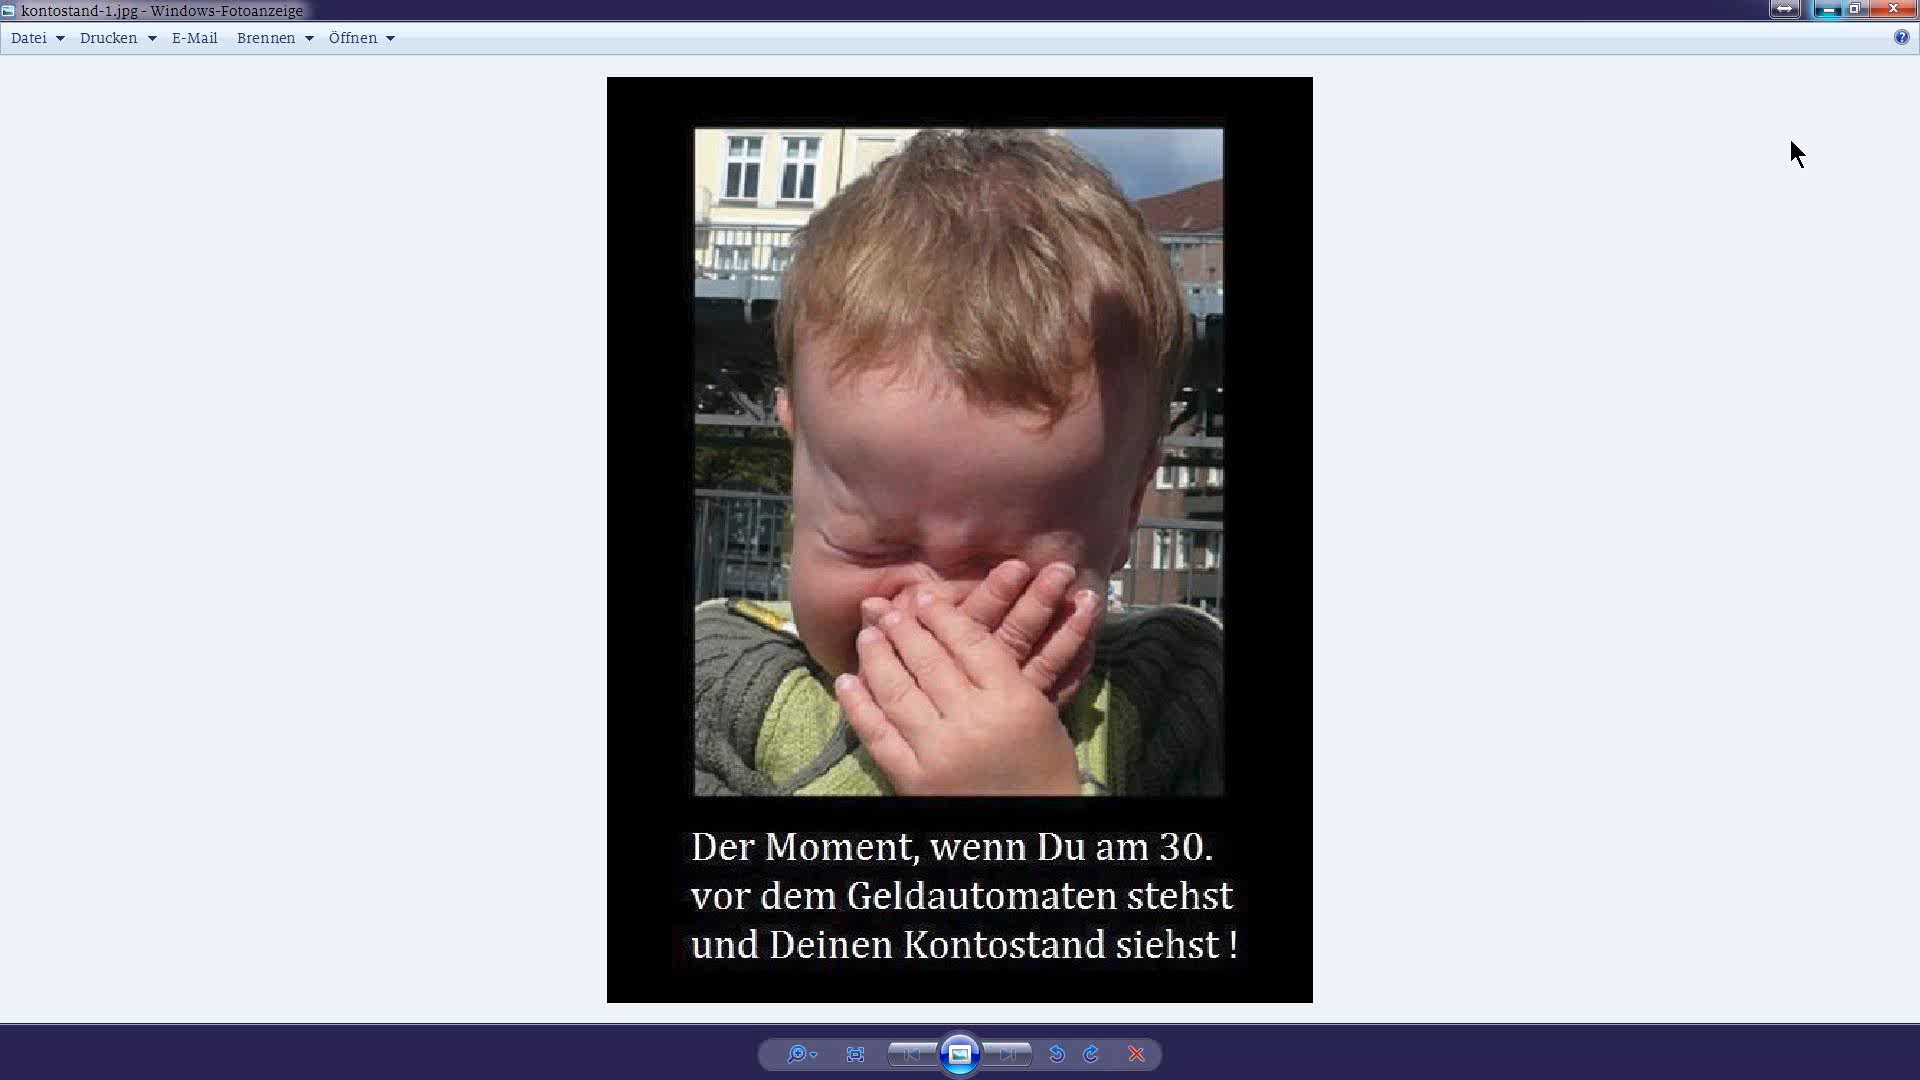 kontostand-1.jpg - Windows-Fotoanzeige
Datei Drucken E-Mail Brennen Öffnen
Der Moment, wenn Du am 30.
vor dem Geldautomaten stehst
und Deinen Kontostand siehst !